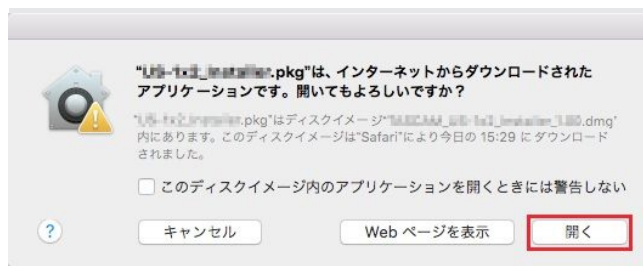 .pkg"は、インターネットからダウンロードされた
アプリケーションです。開いてもよろしいですか？
.pkg"はディスクイメージ" .dmg"
内にあります。このディスクイメージは"Safari"により今日の 15:29 にダウンロード
されました。
このディスクイメージ内のアプリケーションを開くときには警告しない
? キャンセル Web ページを表示 開く